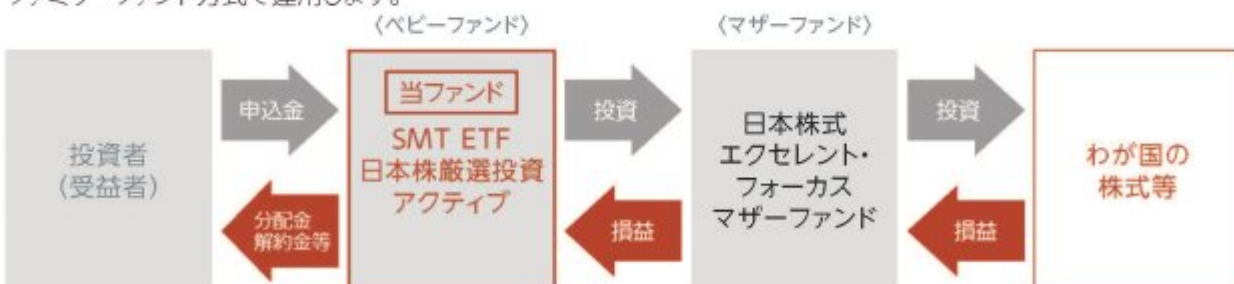 ファミリーファンド方式で運用します。
〈ベビーファンド〉
〈マザーファンド〉
投資者
(受益者)
申込金
分配金
解約金等
当ファンド
SMT ETF
日本株厳選投資
アクティブ
投資
損益
日本株式
エクセレント・
フォーカス
マザーファンド
投資
損益
わが国の
株式等